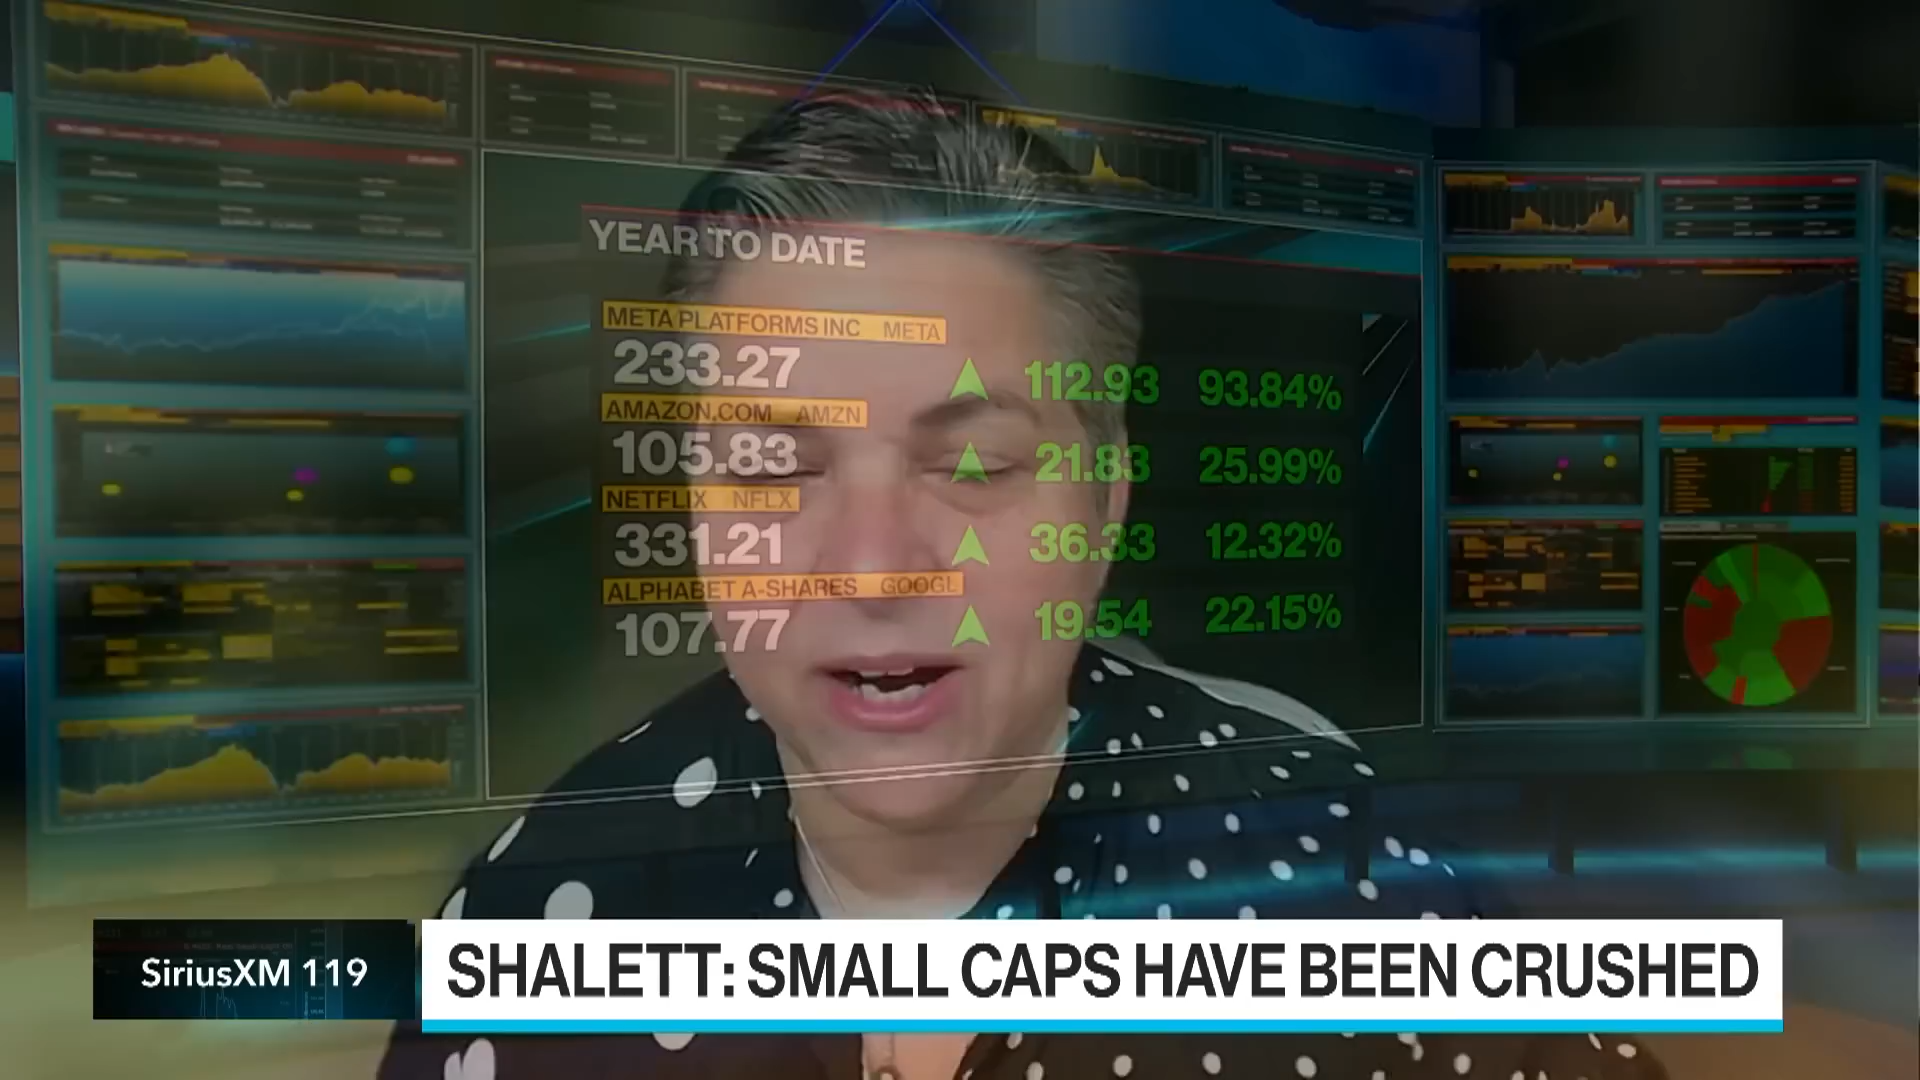 YEAR TO DATE
META PLATFORMS INC META
233.27 112.93 93.84%
AMAZON.COM AMZN
105.83 21.83 25.99%
NETFLIX NFLX
331.21 36.33 12.32%
ALPHABET A-SHARES GOOGL
107.77 19.54 22.15%
SiriusXM 119
SHALETT: SMALL CAPS HAVE BEEN CRUSHED